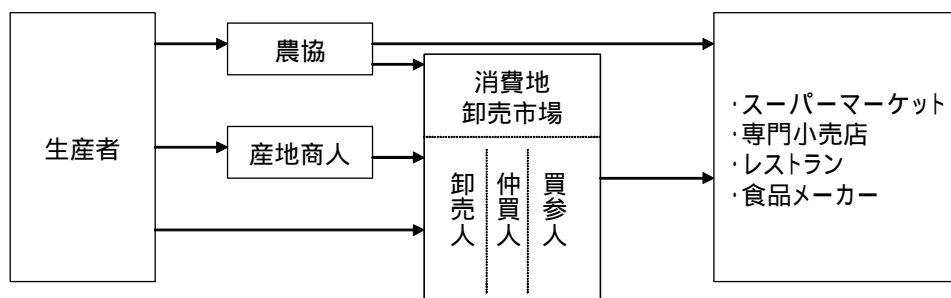 生産者
農協
産地商人
消費地
卸売市場
卸売人
仲買人
買参人
・スーパーマーケット
・専門小売店
・レストラン
・食品メーカー